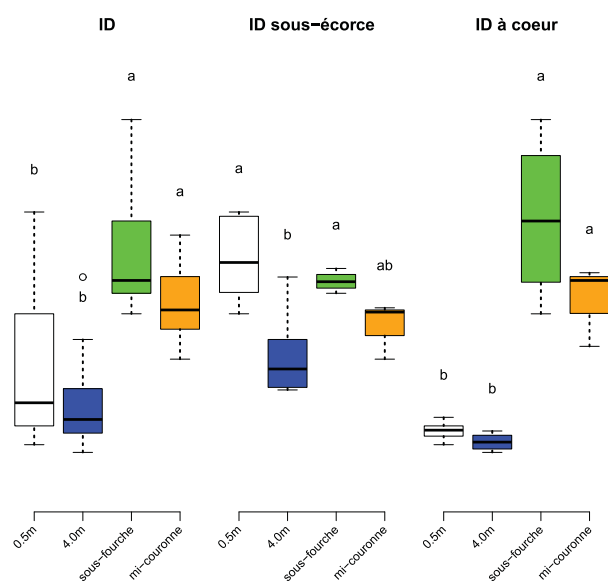 ID ID sous−écorce ID à coeur
a a
b a a
a a
b ab
b
b b
0.5m 4.0m sous-fourche mi-couronne 0.5m 4.0m sous-fourche mi-couronne 0.5m 4.0m sous-fourche mi-couronne